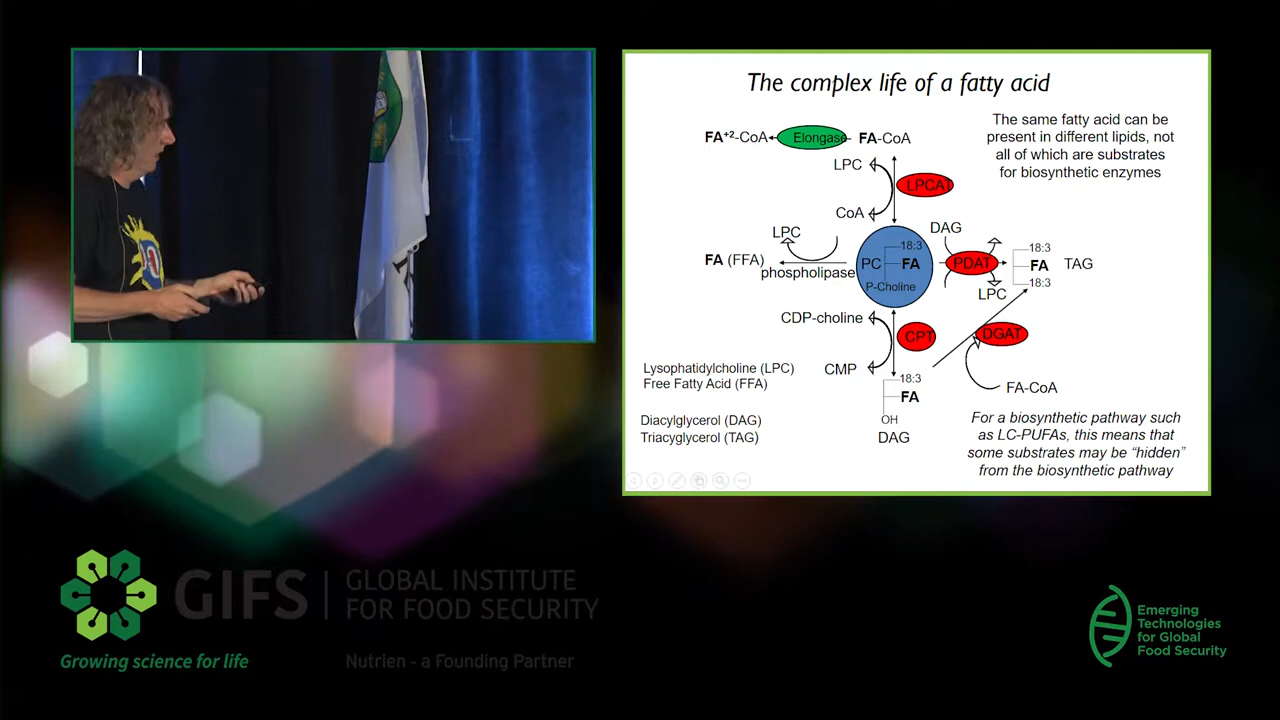 The complex life of a fatty acid
The same fatty acid can be
present in different lipids, not
all of which are substrates
for biosynthetic enzymes
FA+2-CoA
Elongase
FA-CoA
LPC
LPCAT
CoA
LPC
FA (FFA)
phospholipase
18:3
PC
FA
P-Choline
DAG
PDAT
LPC
18:3
FA
TAG
18:3
CDP-choline
CPT
CMP
DGAT
FA-CoA
18:3
FA
OH
DAG
Lysophatidylcholine (LPC)
Free Fatty Acid (FFA)
Diacylglycerol (DAG)
Triacyglycerol (TAG)
For a biosynthetic pathway such
as LC-PUFAs, this means that
some substrates may be “hidden”
from the biosynthetic pathway
GIFS
GLOBAL INSTITUTE
FOR FOOD SECURITY
Growing science for life
Nutrien - a Founding Partner
Emerging
Technologies
for Global
Food Security